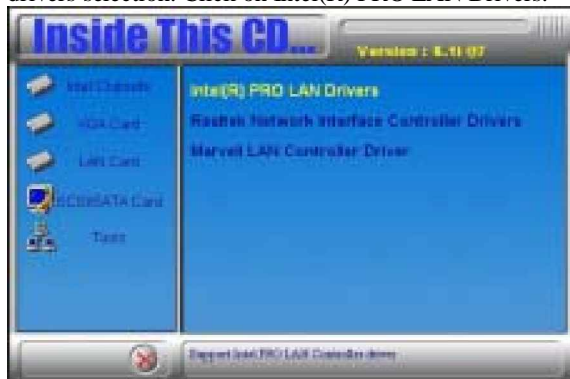 drivers selection. Click on Intel(R) PRO LAN Drivers.
Inside This CD...
Version :
Intel Chipsets
VGA Card
LAN Card
SCSI/SATA Card
Tools
Intel(R) PRO LAN Drivers
Realtek Network Interface Controller Drivers
Marvell LAN Controller Driver
Support Intel PRO LAN Controller drivers